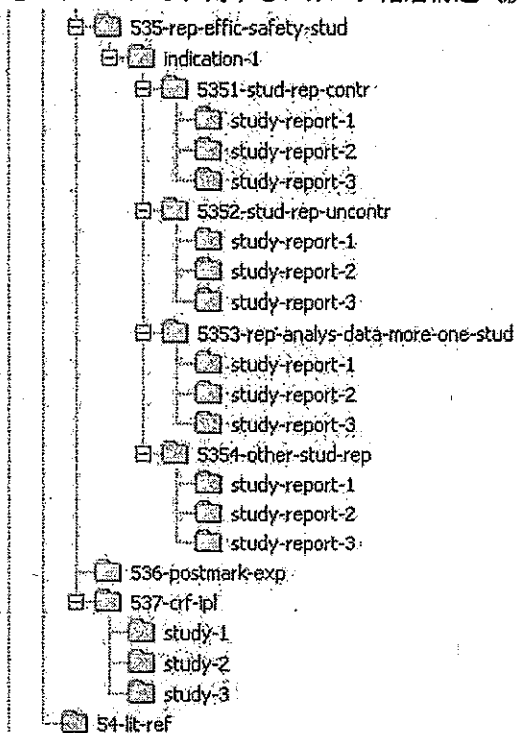 535-rep-effic-safety-stud
indication-1
5351-stud-rep-contr
study-report-1
study-report-2
study-report-3
5352-stud-rep-uncontr
study-report-1
study-report-2
study-report-3
5353-rep-analys-data-more-one-stud
study-report-1
study-report-2
study-report-3
5354-other-stud-rep
study-report-1
study-report-2
study-report-3
536-postmark-exp
537-crf-ipl
study-1
study-2
study-3
54-lit-ref